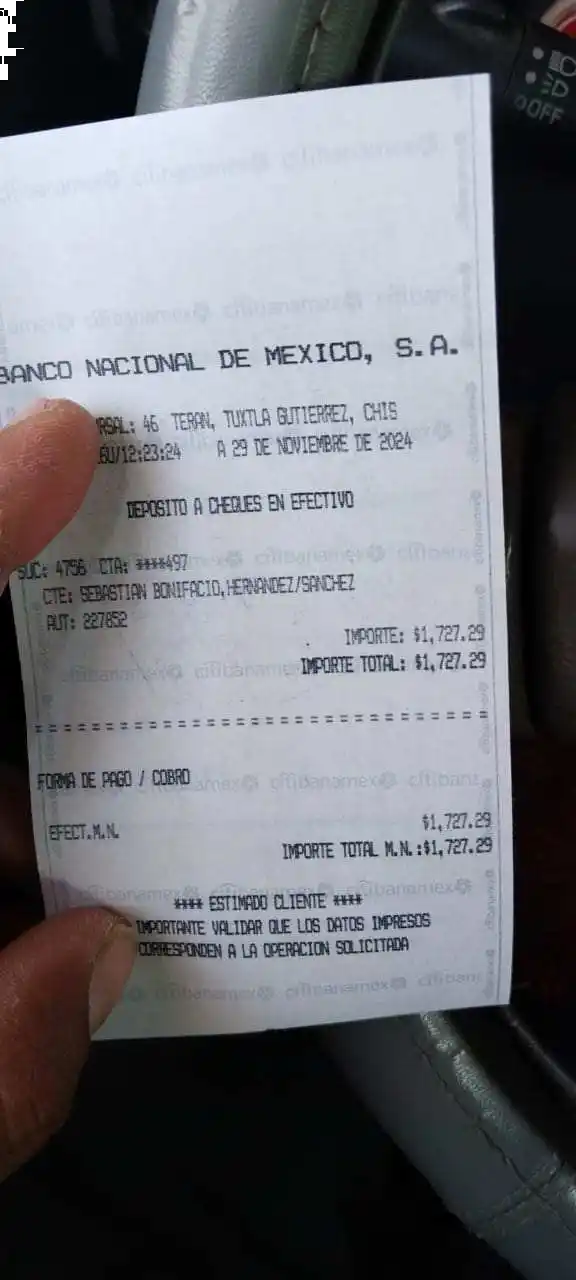 BANCO NACIONAL DE MEXICO, S.A.
RSAL: 46 TERAN, TUXTLA GUTIERREZ, CHIS
/12:23:24 A 29 DE NOVIEMBRE DE 2024
DEPOSITO A CHEQUES EN EFECTIVO
SUC: 4756 CTA: ****497
CTE: SEBASTIAN BONIFACIO,HERNANDEZ/SANCHEZ
AUT: 227852
IMPORTE: $1,727.29
IMPORTE TOTAL: $1,727.29
================================
FORMA DE PAGO / COBRO
EFECT.M.N. $1,727.29
IMPORTE TOTAL M.N.:$1,727.29
**** ESTIMADO CLIENTE ****
IMPORTANTE VALIDAR QUE LOS DATOS IMPRESOS
CORRESPONDEN A LA OPERACION SOLICITADA
OFF